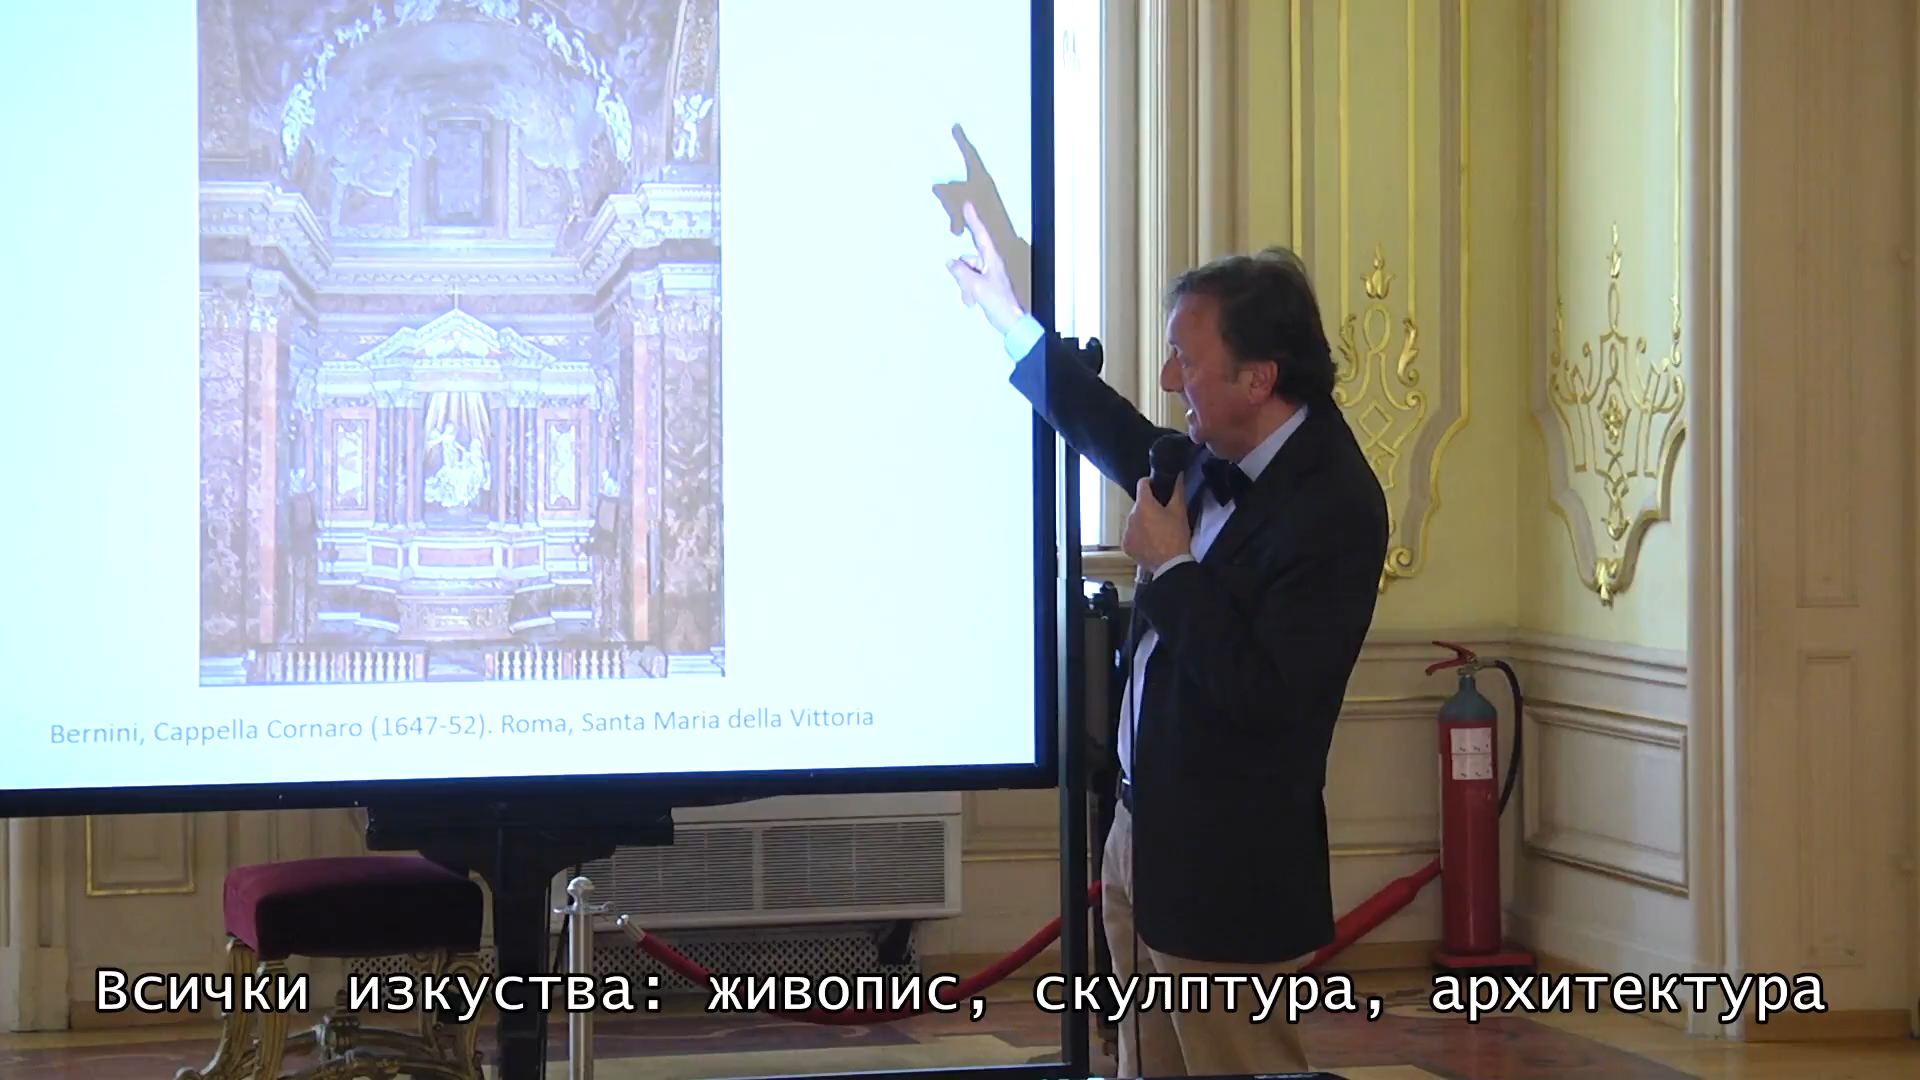 Bernini, Cappella Cornaro (1647-52). Roma, Santa Maria della Vittoria
Всички изкуства: живопис, скулптура, архитектура